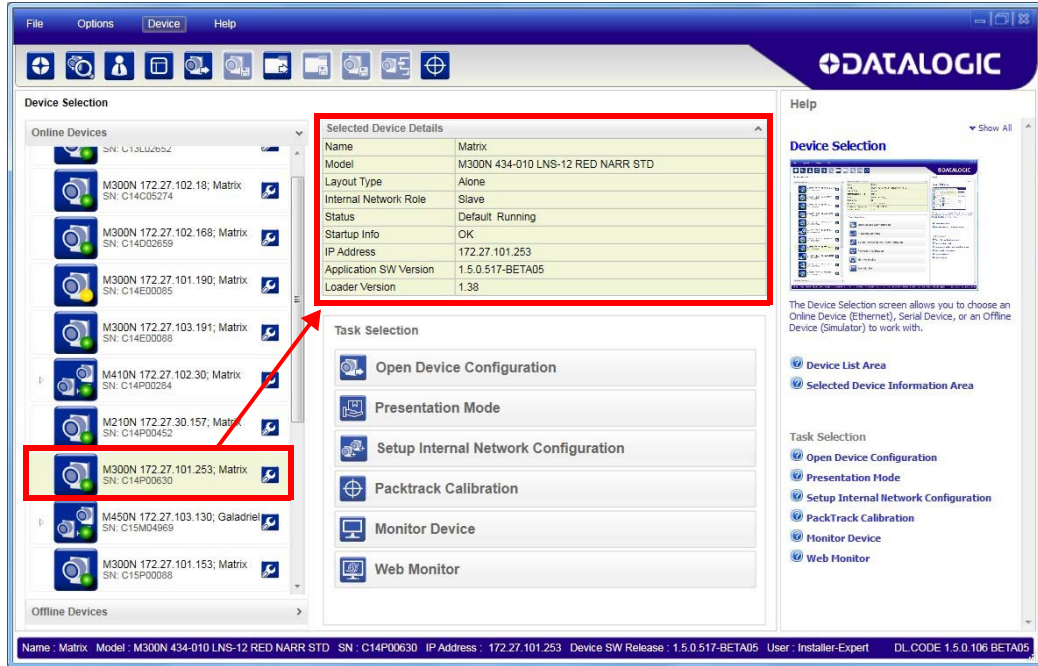 File Options Device Help
DATALOGIC
Device Selection
Online Devices
SN: C13L02652
M300N 172.27.102.18; Matrix
SN: C14C05274
M300N 172.27.102.168; Matrix
SN: C14D02659
M300N 172.27.101.190; Matrix
SN: C14E00085
M300N 172.27.103.191; Matrix
SN: C14E00088
M410N 172.27.102.30; Matrix
SN: C14P00284
M210N 172.27.30.157; Matrix
SN: C14P00452
M300N 172.27.101.253; Matrix
SN: C14P00630
M450N 172.27.103.130; Galadriel
SN: C15M04969
M300N 172.27.101.153; Matrix
SN: C15P00088
Offline Devices
Selected Device Details
Name Matrix
Model M300N 434-010 LNS-12 RED NARR STD
Layout Type Alone
Internal Network Role Slave
Status Default Running
Startup Info OK
IP Address 172.27.101.253
Application SW Version 1.5.0.517-BETA05
Loader Version 1.38
Task Selection
Open Device Configuration
Presentation Mode
Setup Internal Network Configuration
Packtrack Calibration
Monitor Device
Web Monitor
Help
Show All
Device Selection
The Device Selection screen allows you to choose an
Online Device (Ethernet), Serial Device, or an Offline
Device (Simulator) to work with.
Device List Area
Selected Device Information Area
Task Selection
Open Device Configuration
Presentation Mode
Setup Internal Network Configuration
PackTrack Calibration
Monitor Device
Web Monitor
Name : Matrix Model : M300N 434-010 LNS-12 RED NARR STD SN : C14P00630 IP Address : 172.27.101.253 Device SW Release : 1.5.0.517-BETA05 User : Installer-Expert DL.CODE 1.5.0.106 BETA05